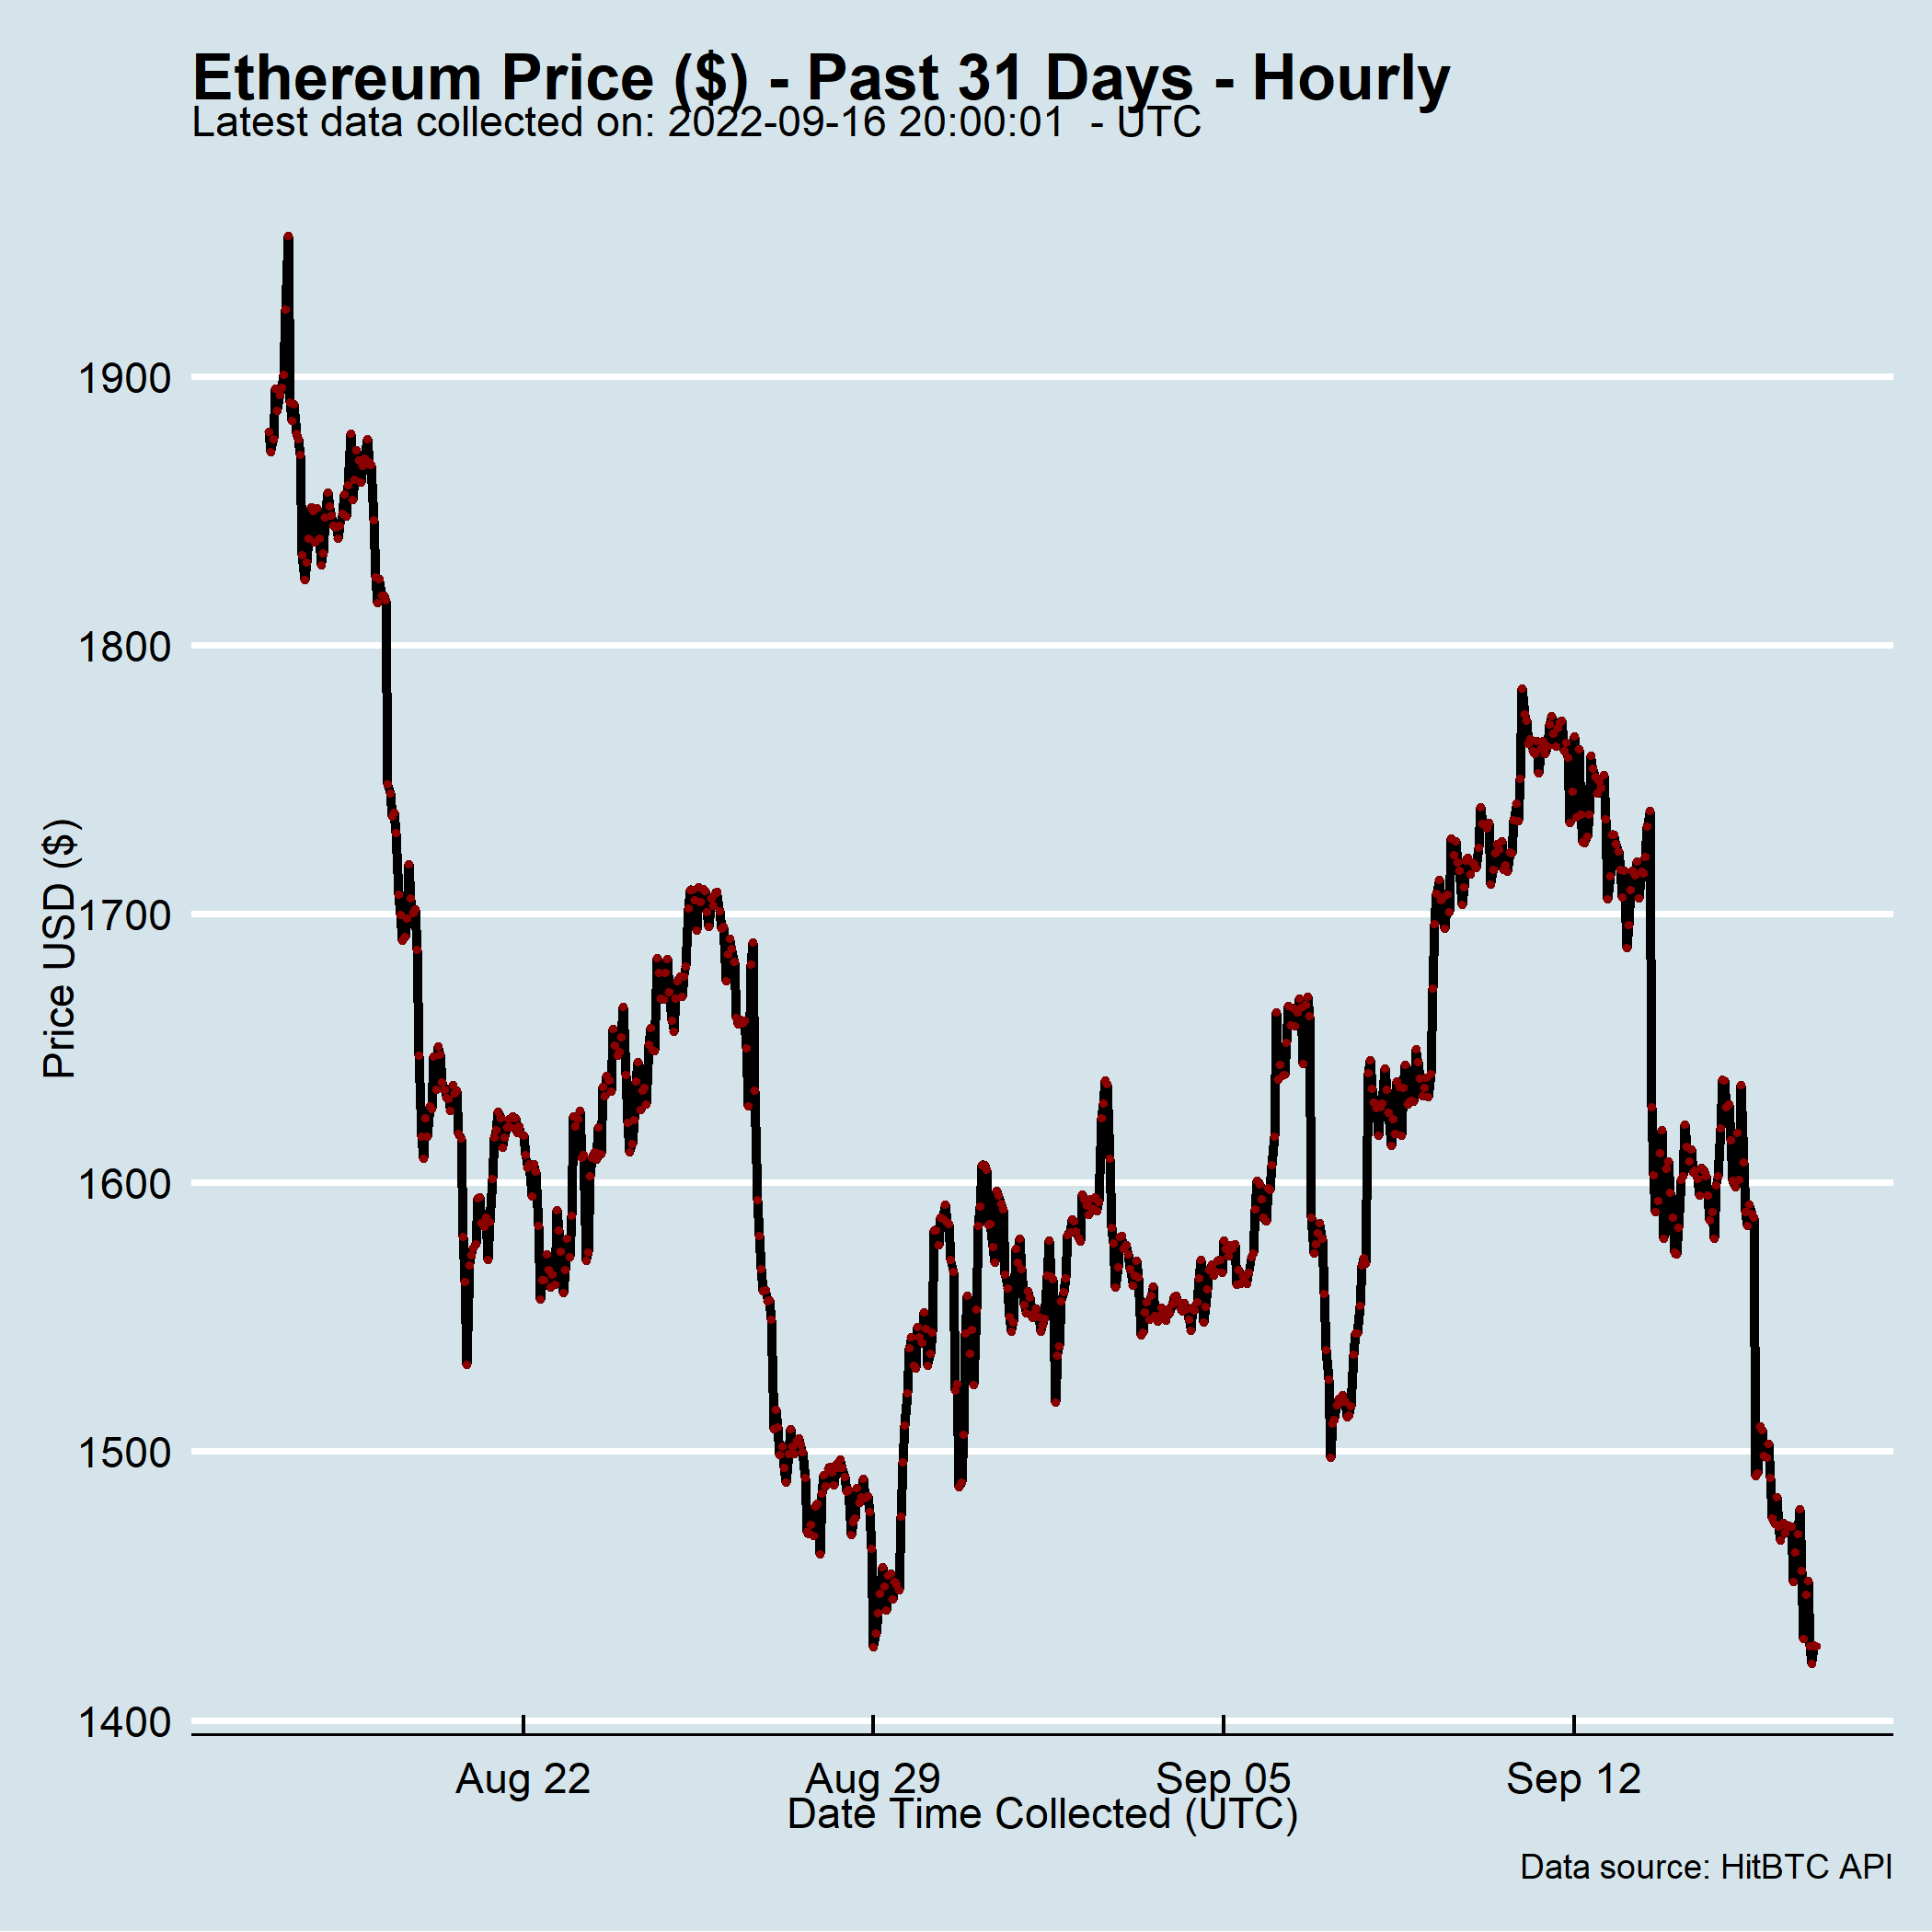 Ethereum Price ($) - Past 31 Days - Hourly
Latest data collected on: 2022-09-16 20:00:01  - UTC
Price USD ($)
1900
1800
1700
1600
1500
1400
Aug 22
Aug 29
Sep 05
Sep 12
Date Time Collected (UTC)
Data source: HitBTC API